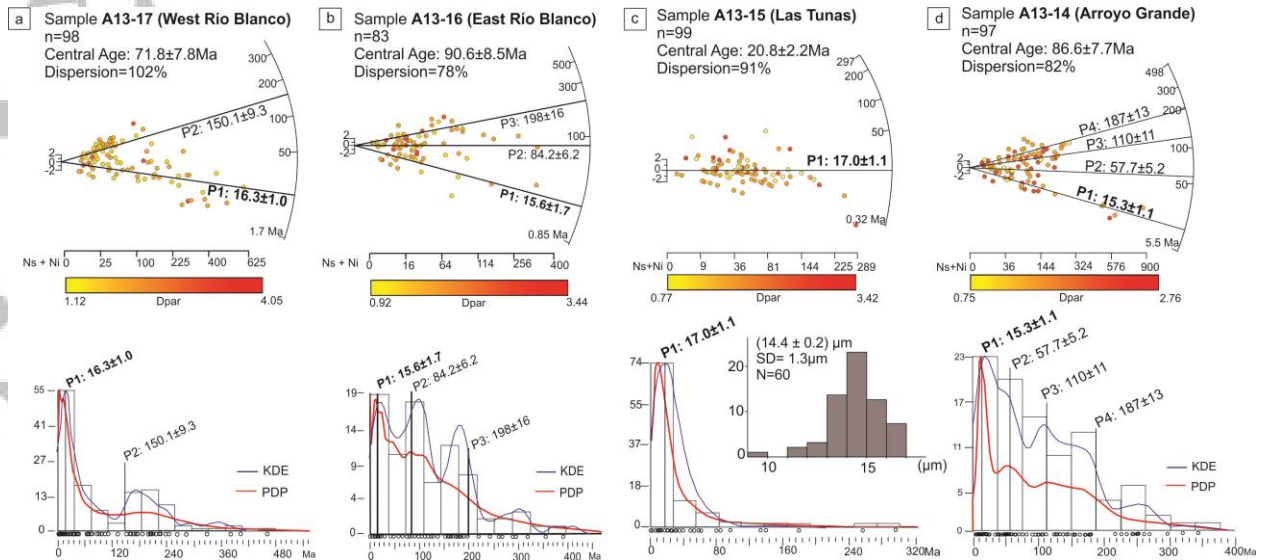 a
Sample A13-17 (West Río Blanco)
n=98
Central Age: 71.8±7.8Ma
Dispersion=102%
300
200
100
50
P2: 150.1±9.3
P1: 16.3±1.0
1.7 Ma
2
0
-2
Ns + Ni
0 25 100 225 400 625
1.12 Dpar 4.05
b
Sample A13-16 (East Río Blanco)
n=83
Central Age: 90.6±8.5Ma
Dispersion=78%
500
300
100
P3: 198±16
P2: 84.2±6.2
P1: 15.6±1.7
0.85 Ma
2
0
-2
Ns + Ni
0 16 64 114 256 400
0.92 Dpar 3.44
c
Sample A13-15 (Las Tunas)
n=99
Central Age: 20.8±2.2Ma
Dispersion=91%
297
200
100
50
P1: 17.0±1.1
0.32 Ma
2
0
-2
Ns+Ni
0 9 36 81 144 225 289
0.77 Dpar 3.42
d
Sample A13-14 (Arroyo Grande)
n=97
Central Age: 86.6±7.7Ma
Dispersion=82%
498
300
200
100
50
P4: 187±13
P3: 110±11
P2: 57.7±5.2
P1: 15.3±1.1
5.5 Ma
2
0
-2
Ns+Ni
0 36 144 324 576 900
0.75 Dpar 2.76
P1: 16.3±1.0
P2: 150.1±9.3
55
41
27
13
0
KDE
PDP
0 120 240 360 480 Ma
P1: 15.6±1.7
P2: 84.2±6.2
P3: 198±16
19
14
9
4
0
KDE
PDP
0 100 200 300 400 Ma
P1: 17.0±1.1
74
55
37
18
0
(14.4 ± 0.2) µm
SD= 1.3µm
N=60
20
10
10 15 (µm)
0 80 160 240 320Ma
P1: 15.3±1.1
P2: 57.7±5.2
P3: 110±11
P4: 187±13
23
17
11
5
0
KDE
PDP
0 100 200 300 400Ma